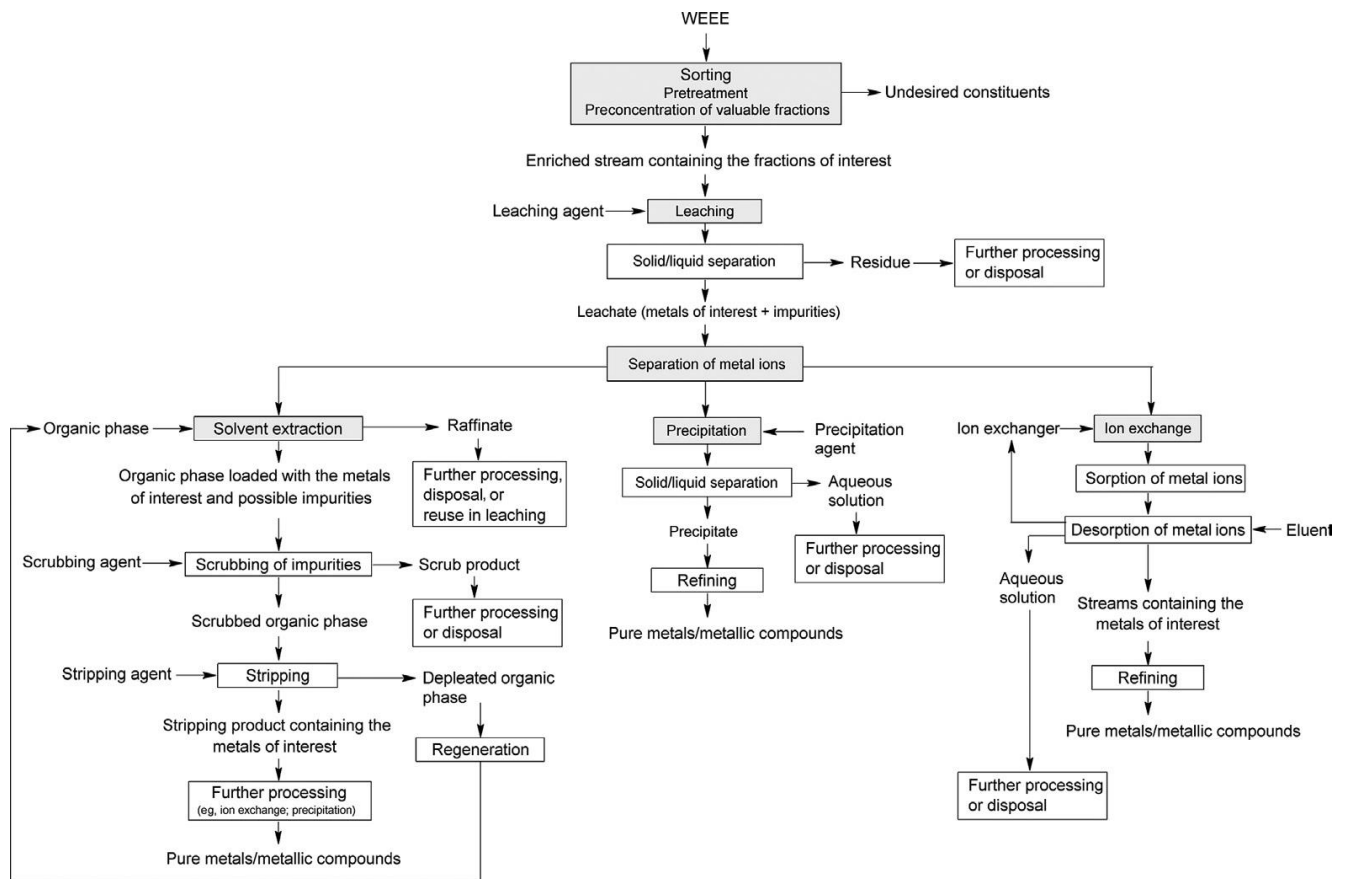 WEEE
Sorting
Pretreatment
Preconcentration of valuable fractions
Undesired constituents
Enriched stream containing the fractions of interest
Leaching agent
Leaching
Solid/liquid separation
Residue
Further processing
or disposal
Leachate (metals of interest + impurities)
Separation of metal ions
Organic phase
Solvent extraction
Raffinate
Further processing,
disposal, or
reuse in leaching
Organic phase loaded with the metals
of interest and possible impurities
Scrubbing agent
Scrubbing of impurities
Scrub product
Further processing
or disposal
Scrubbed organic phase
Stripping agent
Stripping
Depleated organic
phase
Regeneration
Stripping product containing the
metals of interest
Further processing
(eg, ion exchange; precipitation)
Pure metals/metallic compounds
Precipitation
Precipitation
agent
Solid/liquid separation
Aqueous
solution
Further processing
or disposal
Precipitate
Refining
Pure metals/metallic compounds
Ion exchanger
Ion exchange
Sorption of metal ions
Desorption of metal ions
Eluent
Aqueous
solution
Further processing
or disposal
Streams containing the
metals of interest
Refining
Pure metals/metallic compounds